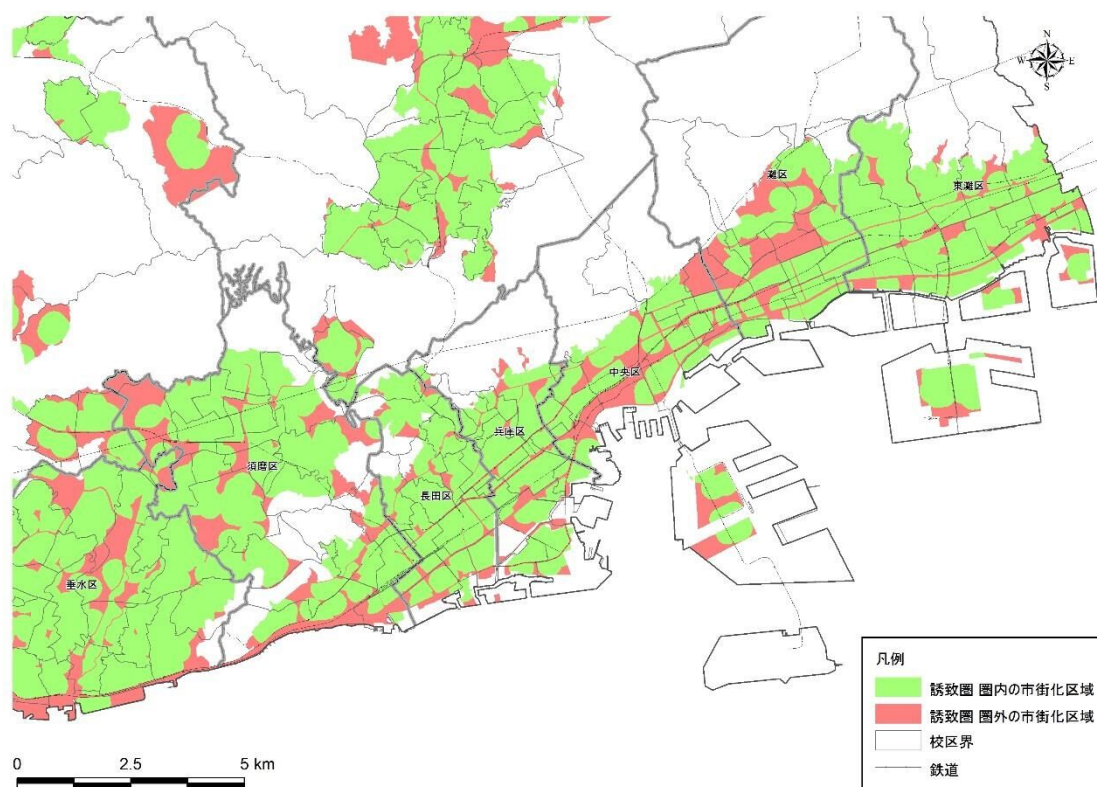 N
W E
S
灘区
東灘区
中央区
兵庫区
須磨区
長田区
垂水区
凡例
誘致圏 圏内の市街化区域
誘致圏 圏外の市街化区域
校区界
鉄道
0 2.5 5 km